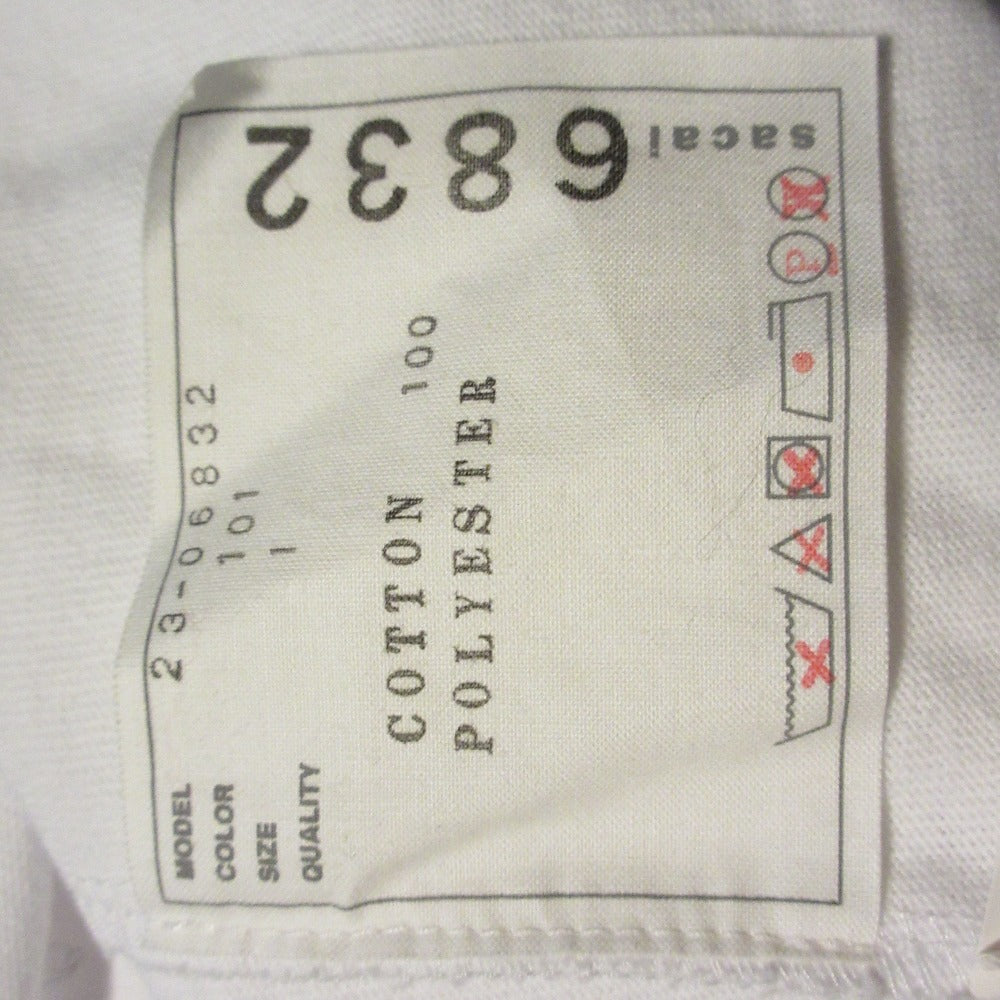 MODEL 23-06832
COLOR 101
SIZE 1
QUALITY
COTTON 100
POLYESTER
6832
sacai
P